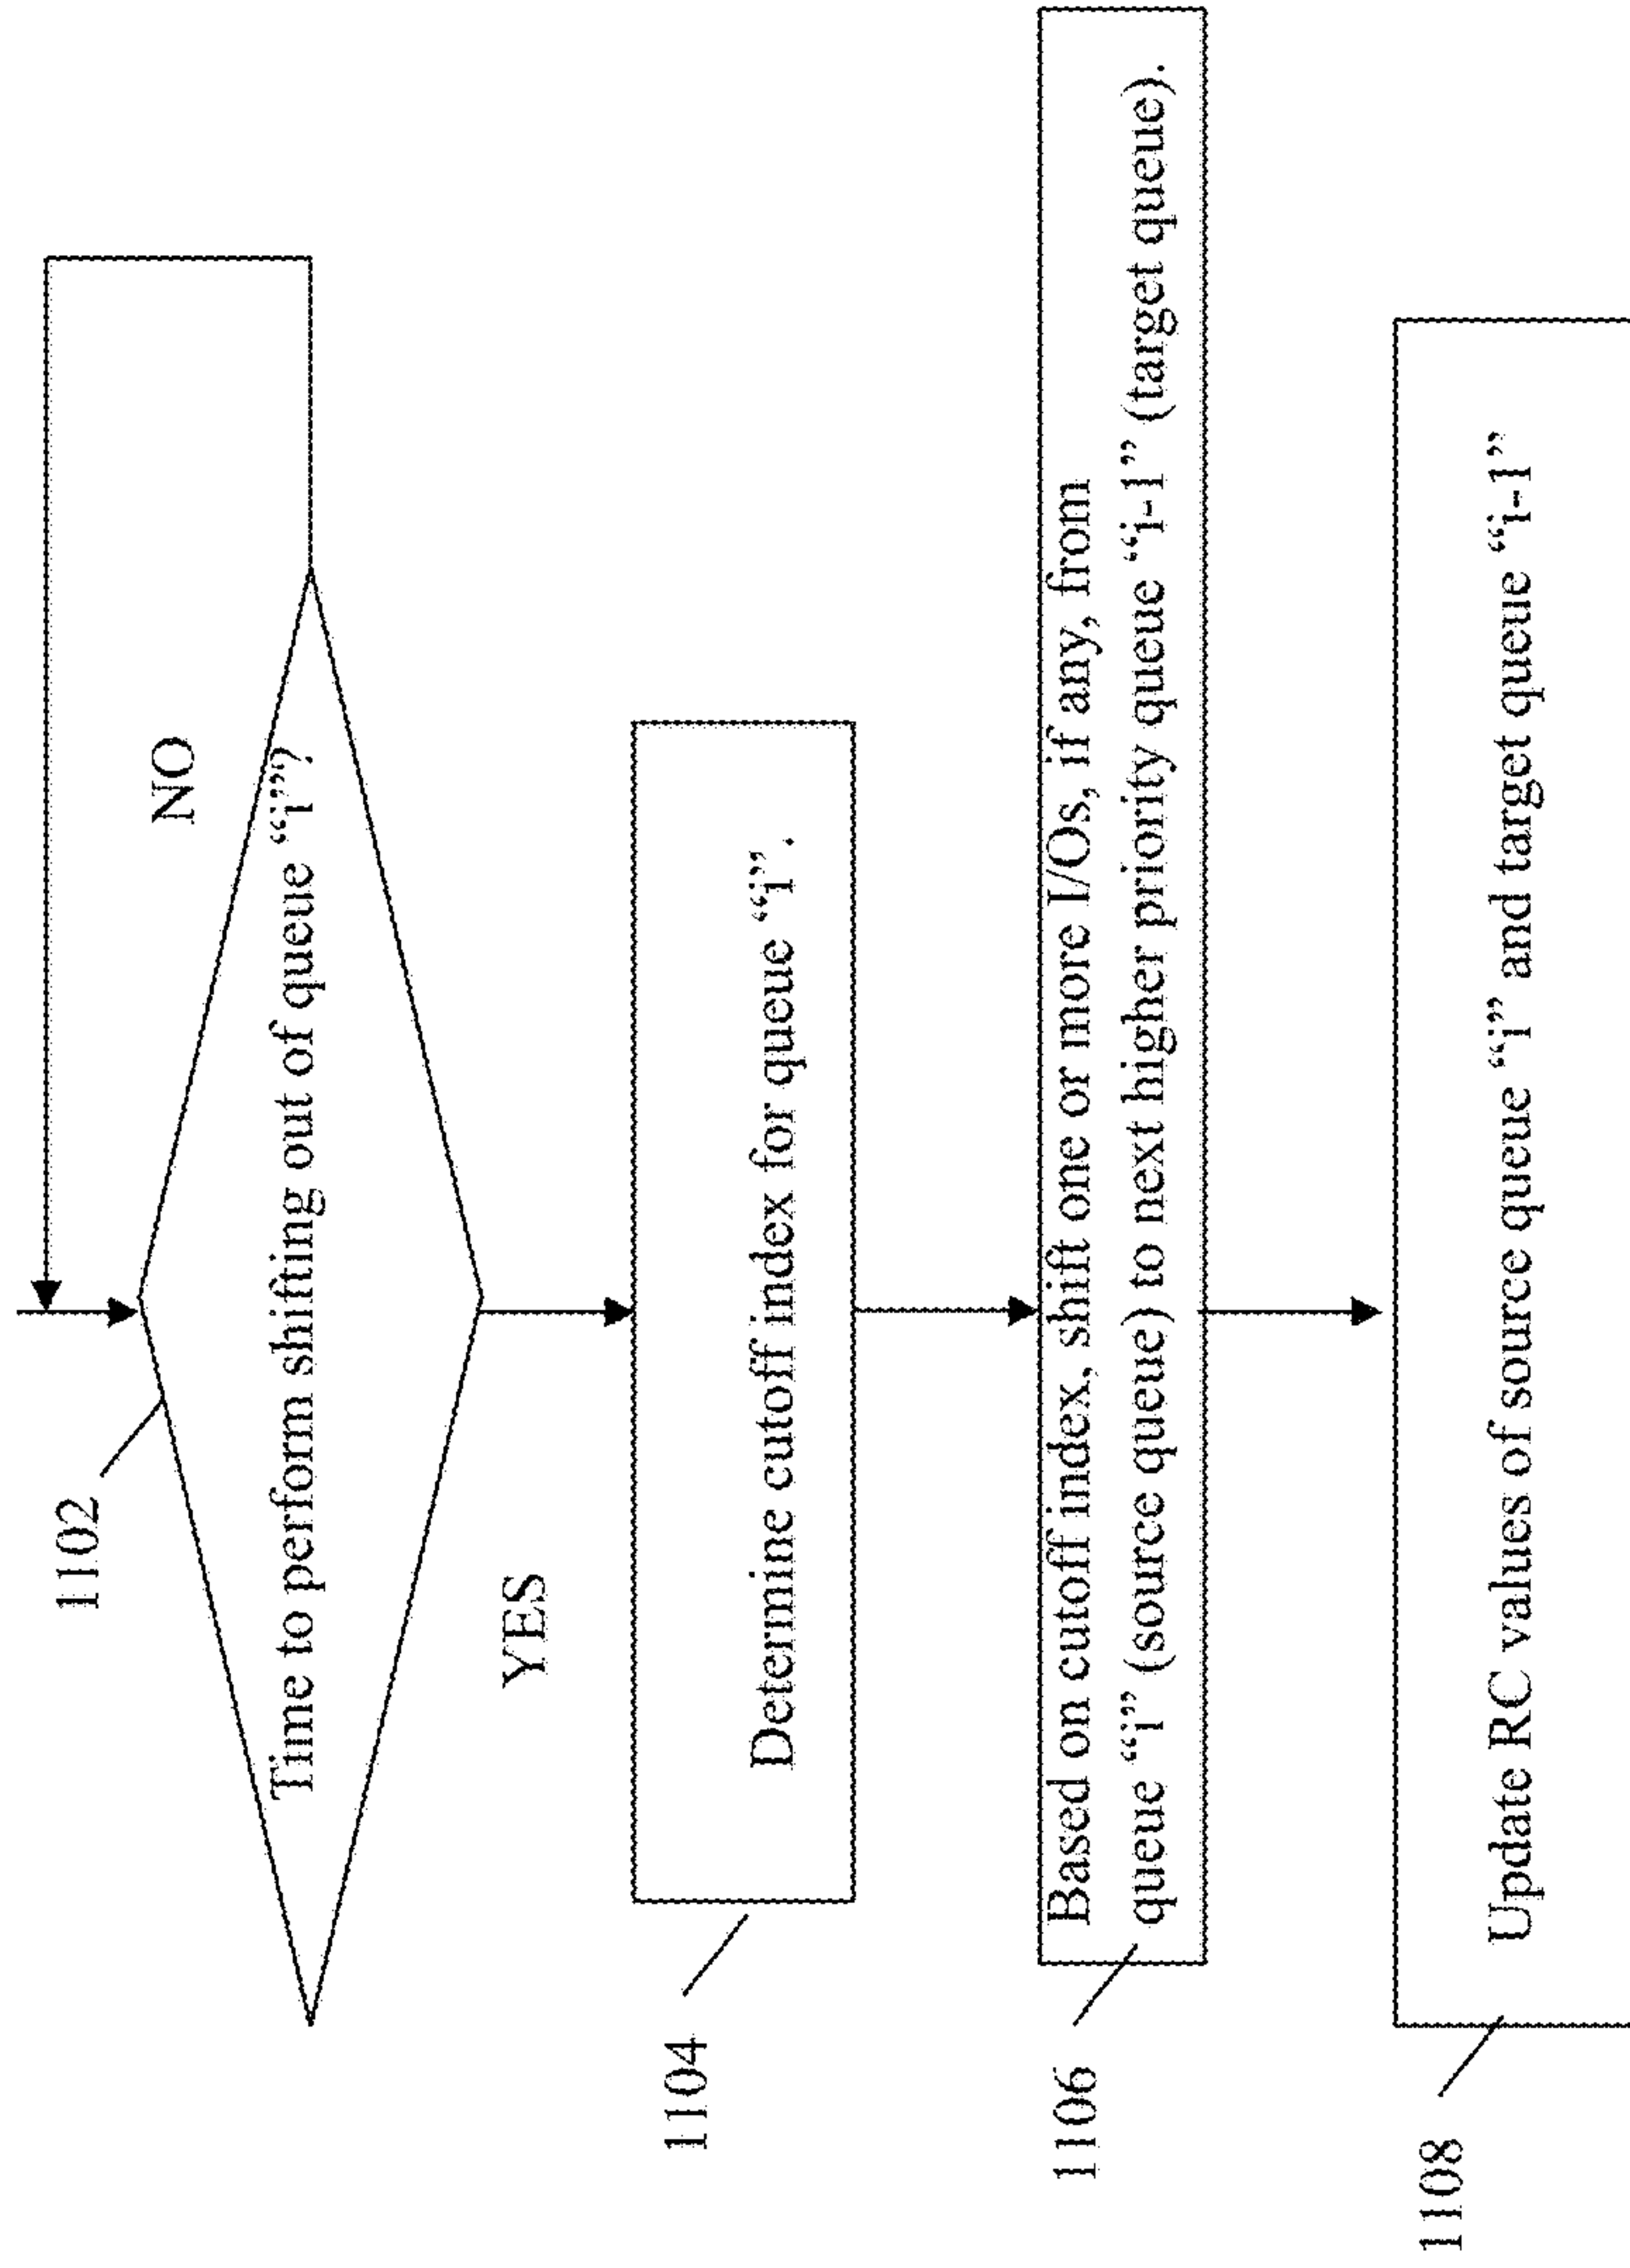 1102
Time to perform shifting out of queue “i”?
NO
YES
1104
Determine cutoff index for queue “i”.
1106
Based on cutoff index, shift one or more I/Os, if any, from
queue “i” (source queue) to next higher priority queue “i-1” (target queue).
1108
Update RC values of source queue “i” and target queue “i-1”